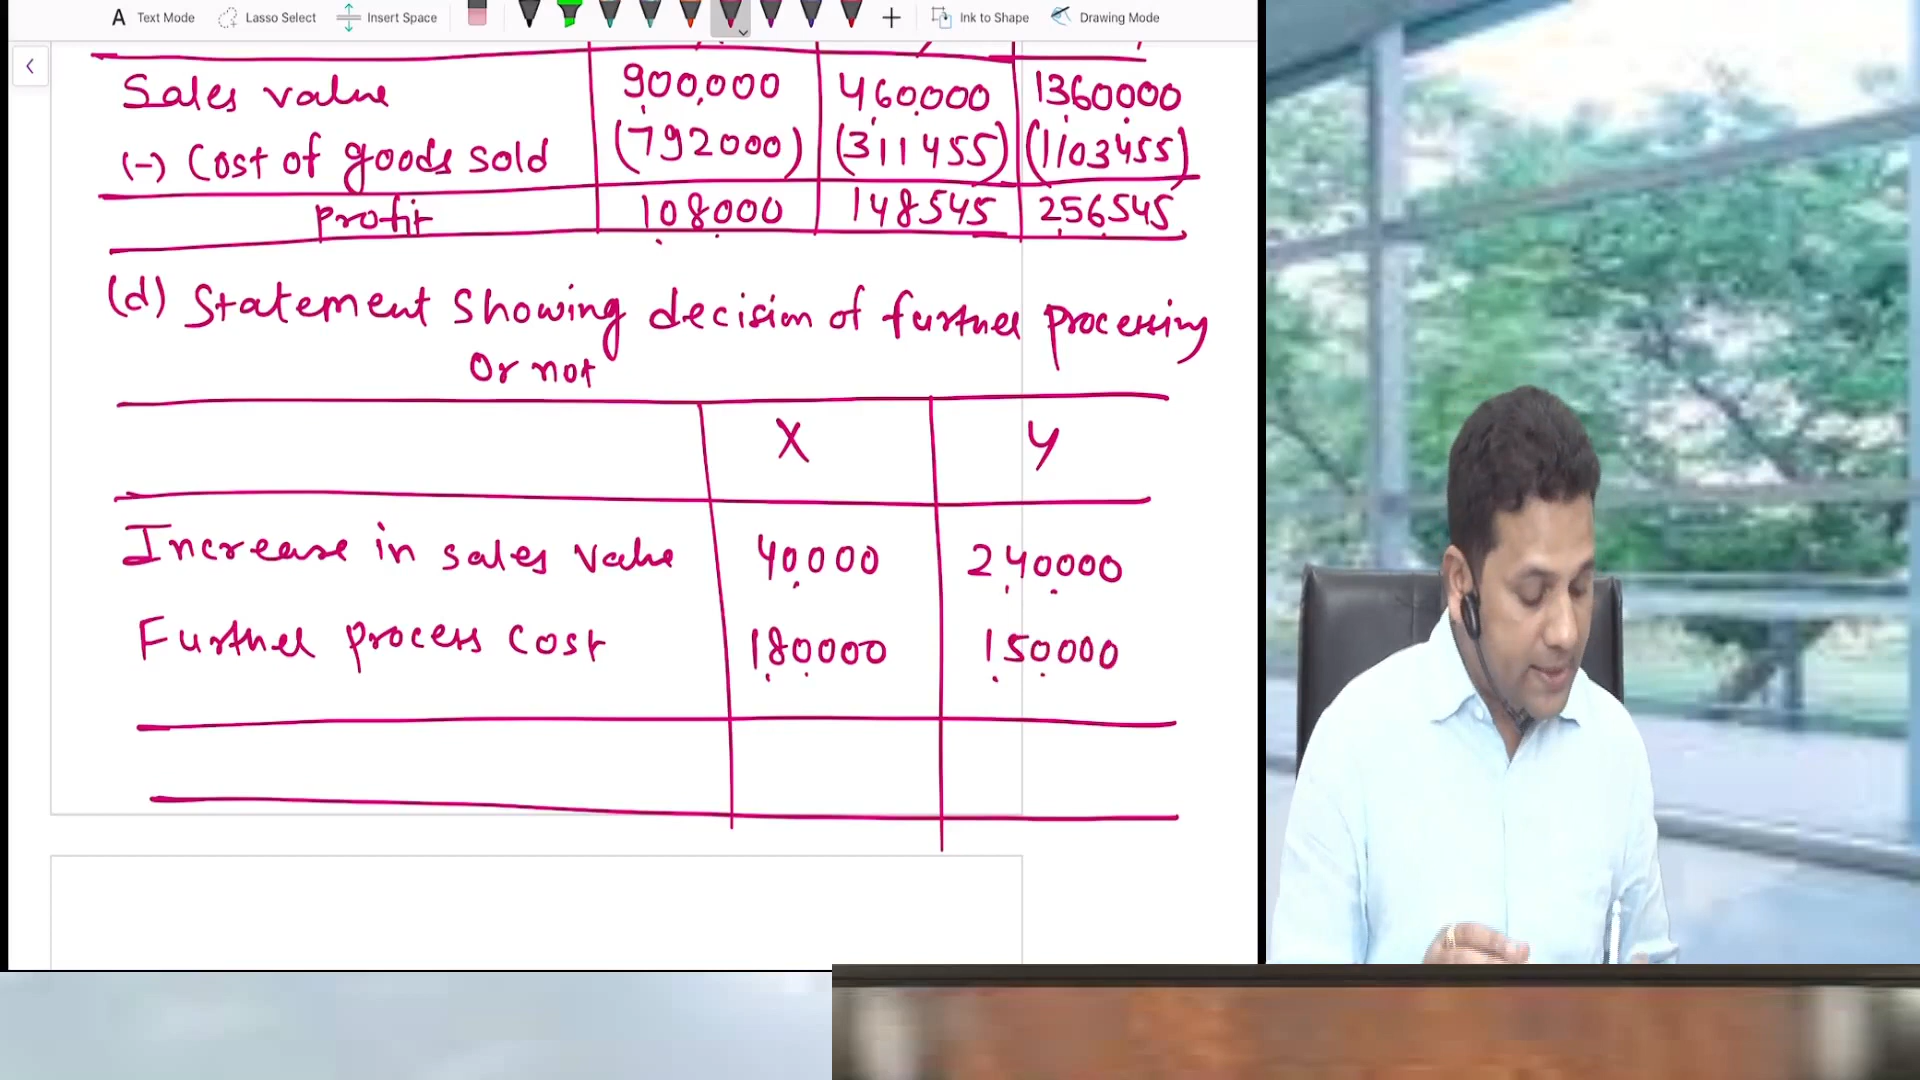 A Text Mode Lasso Select Insert Space + Ink to Shape Drawing Mode
Sales value 900,000 460000 1360000
(-) Cost of goods sold (792000) (311455) (1103455)
Profit 108000 148545 256545
(d) Statement Showing decision of further processing
Or not
X Y
Increase in sales value 40000 240000
Further process cost 180000 150000